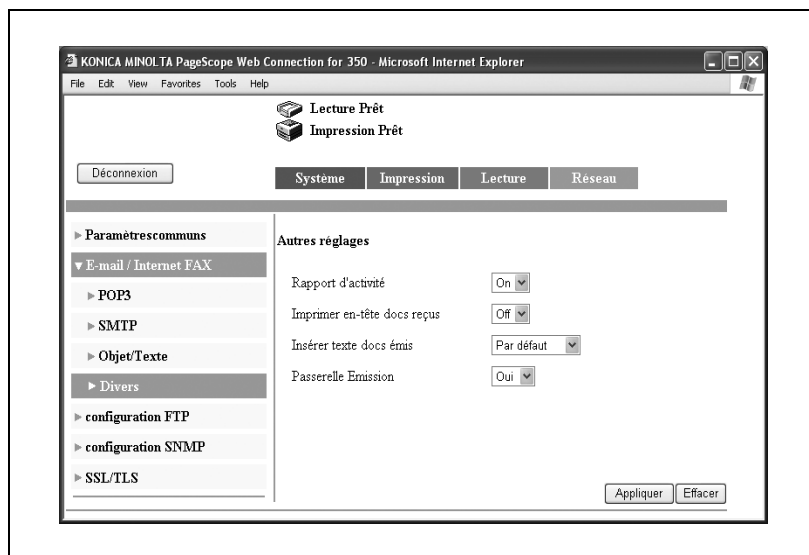 KONICA MINOLTA PageScope Web Connection for 350 - Microsoft Internet Explorer
File Edit View Favorites Tools Help
Lecture Prêt
Impression Prêt
Déconnexion
Système Impression Lecture Réseau
Paramètrescommuns
E-mail / Internet FAX
POP3
SMTP
Objet/Texte
Divers
configuration FTP
configuration SNMP
SSL/TLS
Autres réglages
Rapport d'activité On
Imprimer en-tête docs reçus Off
Insérer texte docs émis Par défaut
Passerelle Emission Oui
Appliquer Effacer